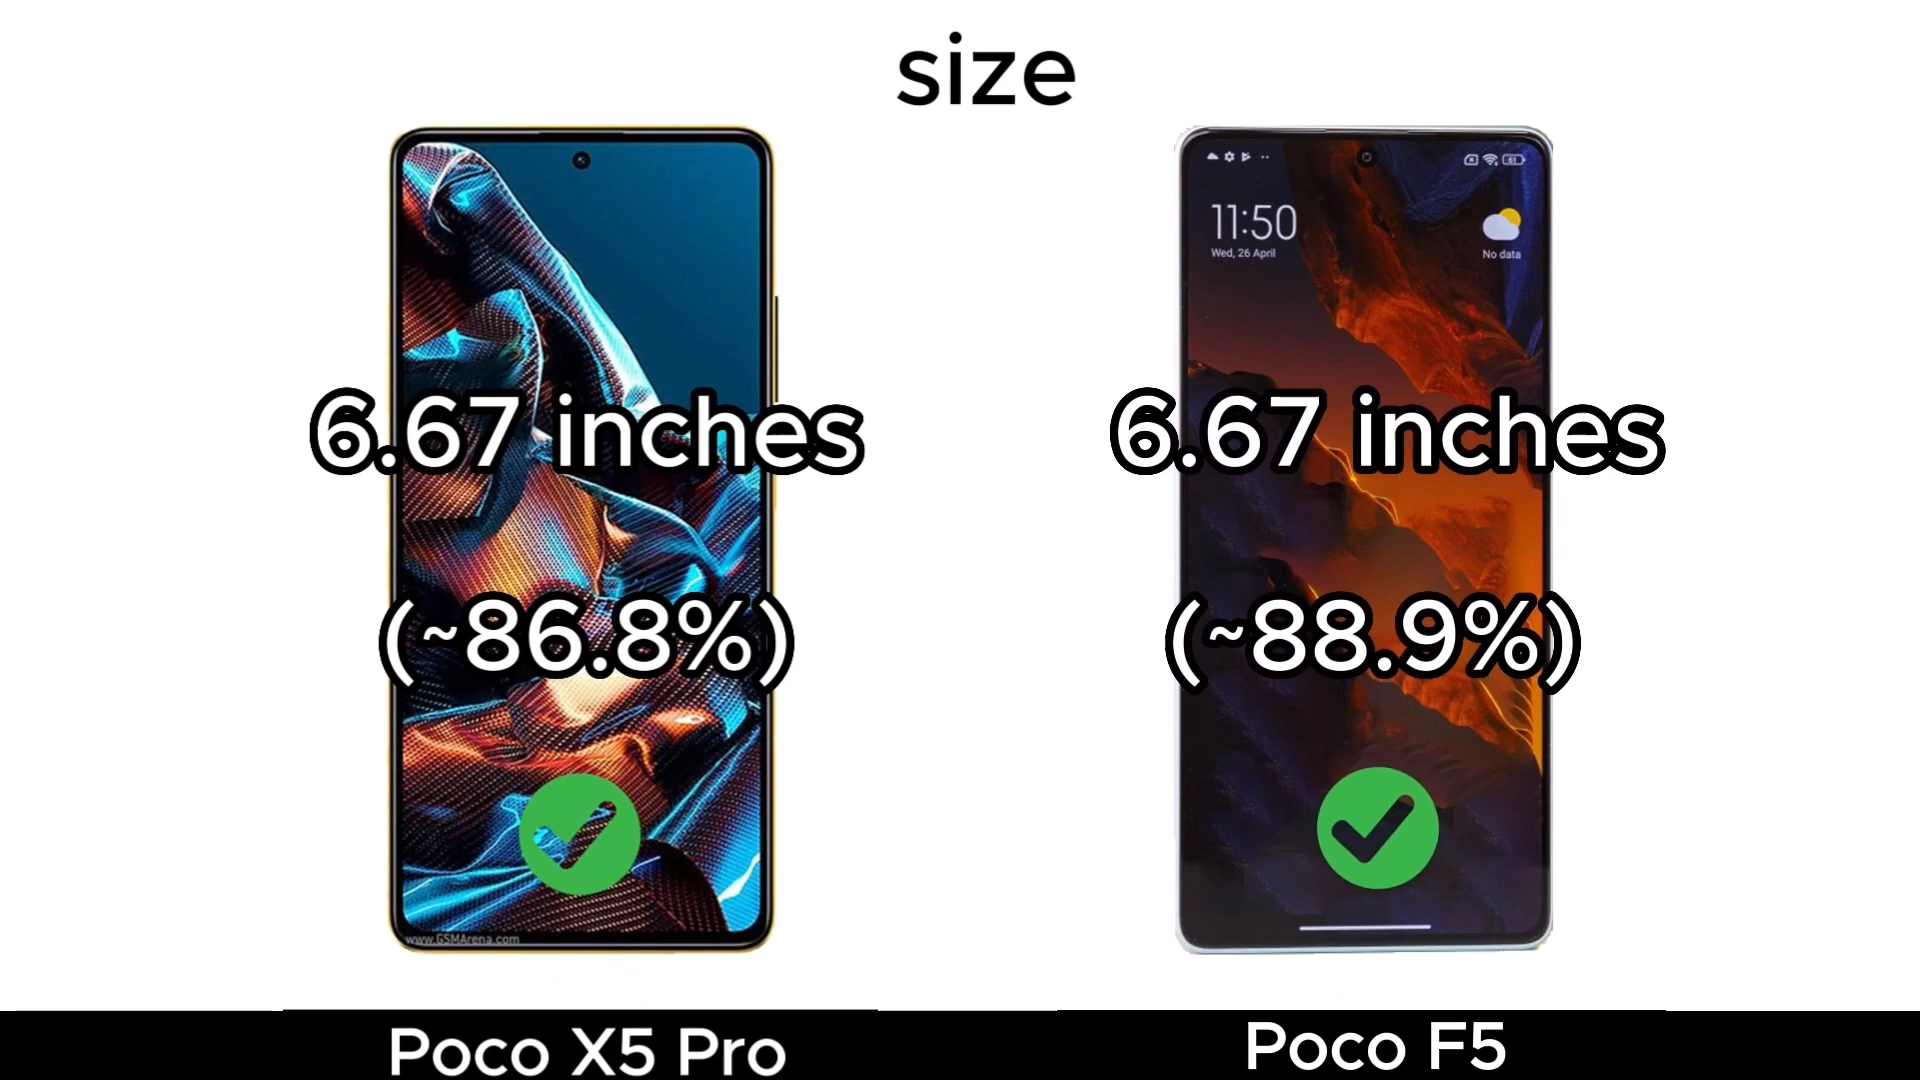 size
11:50
Wed, 26 April
No data
61
6.67 inches
6.67 inches
(~86.8%)
(~88.9%)
www.GSMArena.com
Poco X5 Pro
Poco F5